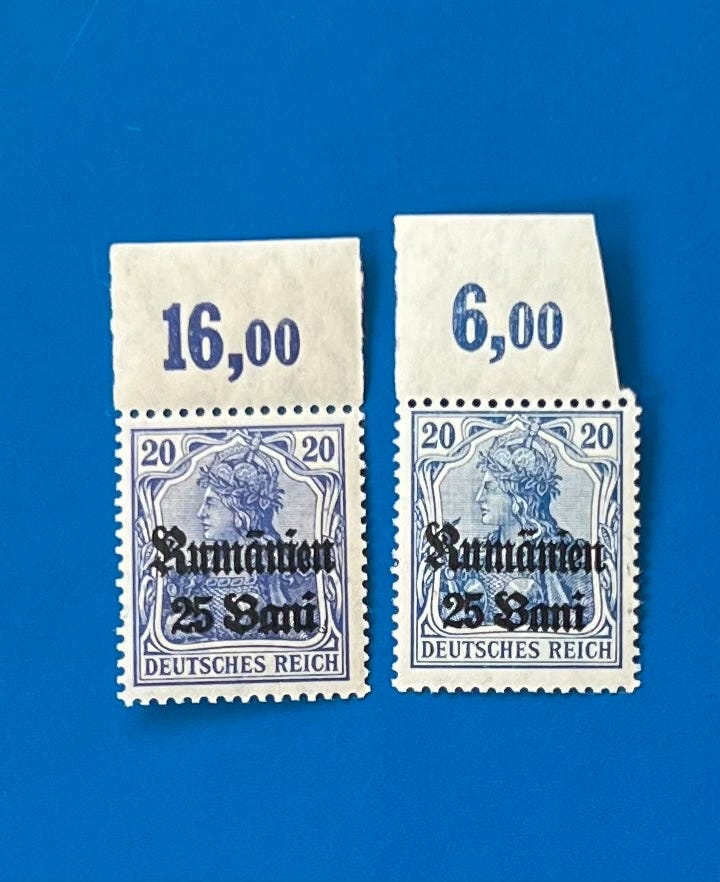 16,00
20 20
Rumänien
25 Bani
DEUTSCHES REICH
6,00
20 20
Rumänien
25 Bani
DEUTSCHES REICH